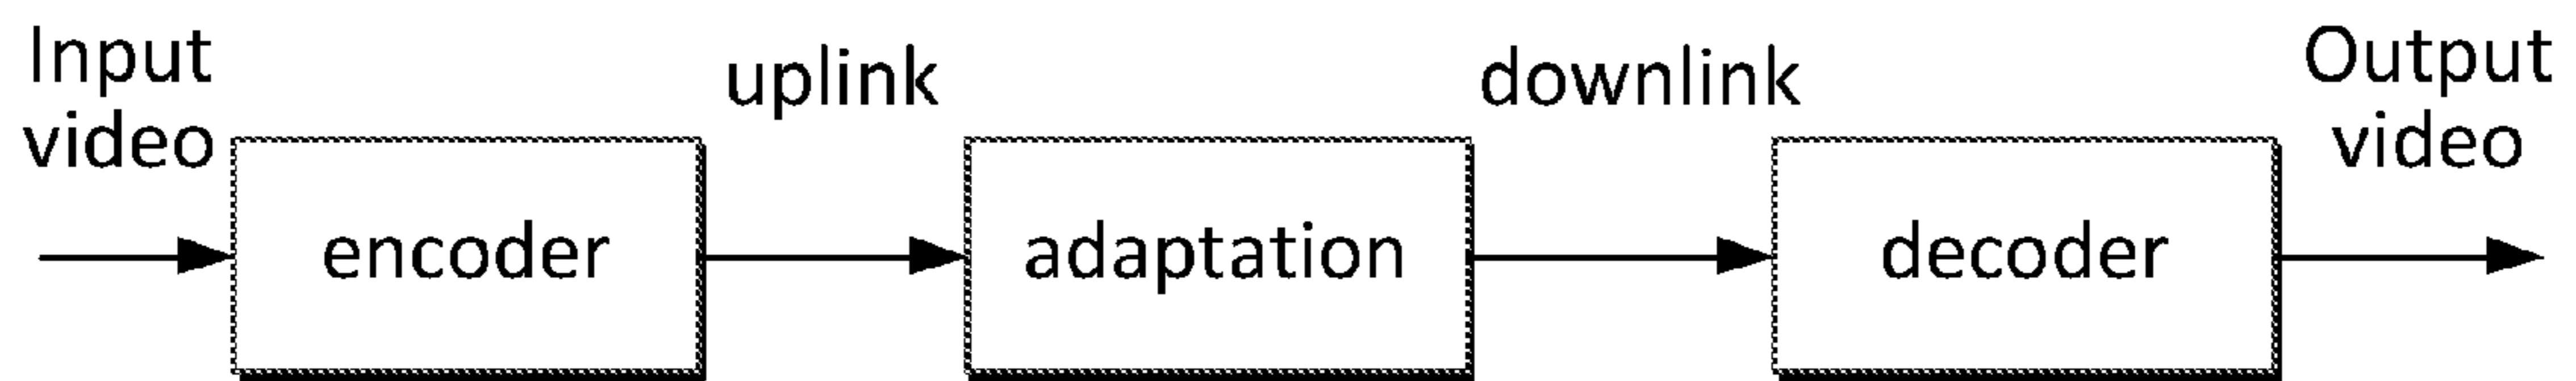 Input
video
uplink
downlink
Output
video
encoder
adaptation
decoder